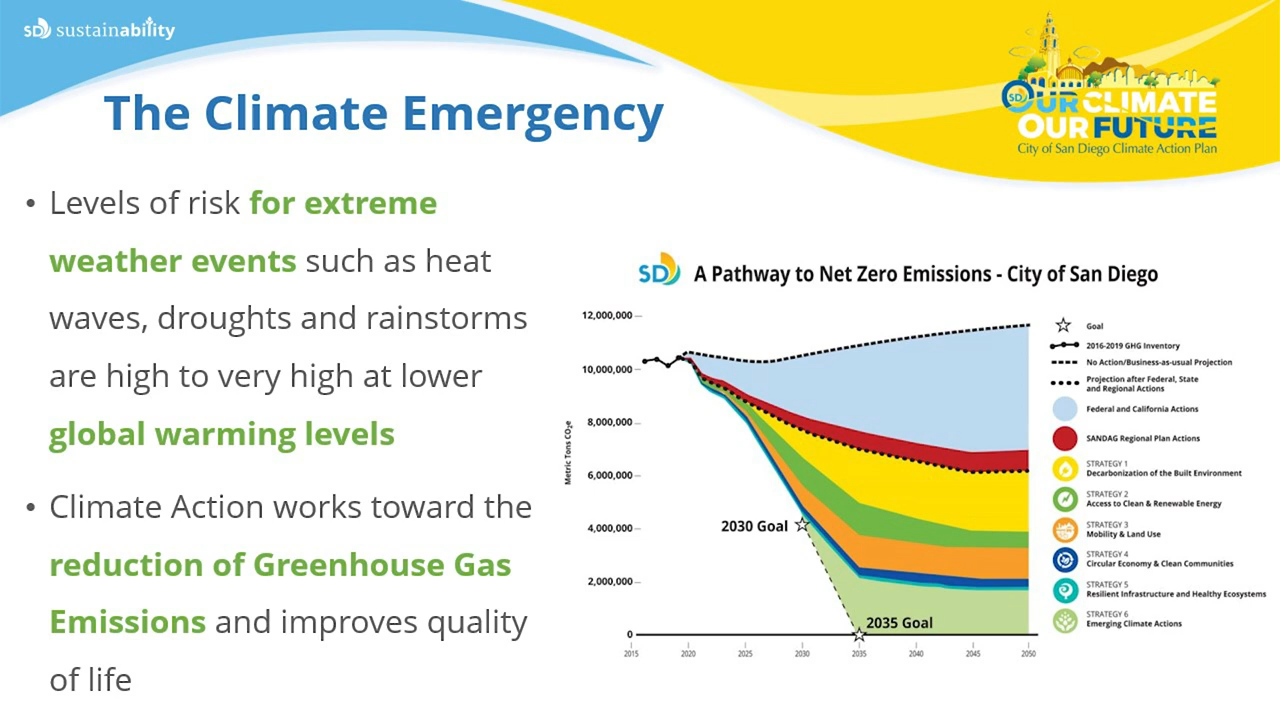 SD sustainability
OUR CLIMATE
OUR FUTURE
City of San Diego Climate Action Plan
The Climate Emergency
• Levels of risk for extreme
weather events such as heat
waves, droughts and rainstorms
are high to very high at lower
global warming levels
• Climate Action works toward the
reduction of Greenhouse Gas
Emissions and improves quality
of life
SD A Pathway to Net Zero Emissions - City of San Diego
Metric Tons CO₂e
12,000,000
10,000,000
8,000,000
6,000,000
4,000,000
2,000,000
0
2030 Goal
2035 Goal
2015 2020 2025 2030 2035 2040 2045 2050
Goal
2016-2019 GHG Inventory
No Action/Business-as-usual Projection
Projection after Federal, State
and Regional Actions
Federal and California Actions
SANDAG Regional Plan Actions
STRATEGY 1
Decarbonization of the Built Environment
STRATEGY 2
Access to Clean & Renewable Energy
STRATEGY 3
Mobility & Land Use
STRATEGY 4
Circular Economy & Clean Communities
STRATEGY 5
Resilient Infrastructure and Healthy Ecosystems
STRATEGY 6
Emerging Climate Actions